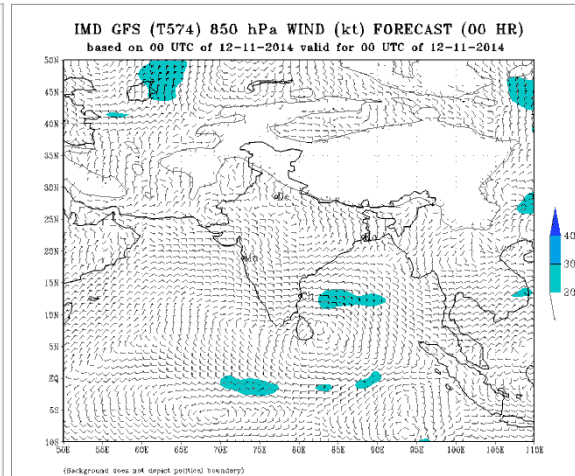 IMD GFS (T574) 850 hPa WIND (kt) FORECAST (00 HR)
based on 00 UTC of 12-11-2014 valid for 00 UTC of 12-11-2014
50N
45N
40N
35N
30N
25N
20N
15N
10N
5N
EQ
5S
10S
50E 55E 60E 65E 70E 75E 80E 85E 90E 95E 100E 105E 110E
40
30
20
(Background does not depict political boundary)